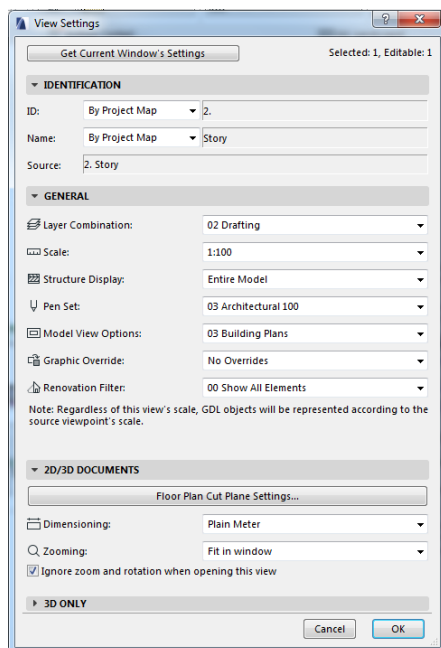 View Settings
Get Current Window's Settings
Selected: 1, Editable: 1
IDENTIFICATION
ID: By Project Map 2.
Name: By Project Map Story
Source: 2. Story
GENERAL
Layer Combination: 02 Drafting
Scale: 1:100
Structure Display: Entire Model
Pen Set: 03 Architectural 100
Model View Options: 03 Building Plans
Graphic Override: No Overrides
Renovation Filter: 00 Show All Elements
Note: Regardless of this view's scale, GDL objects will be represented according to the
source viewpoint's scale.
2D/3D DOCUMENTS
Floor Plan Cut Plane Settings...
Dimensioning: Plain Meter
Zooming: Fit in window
Ignore zoom and rotation when opening this view
3D ONLY
Cancel OK